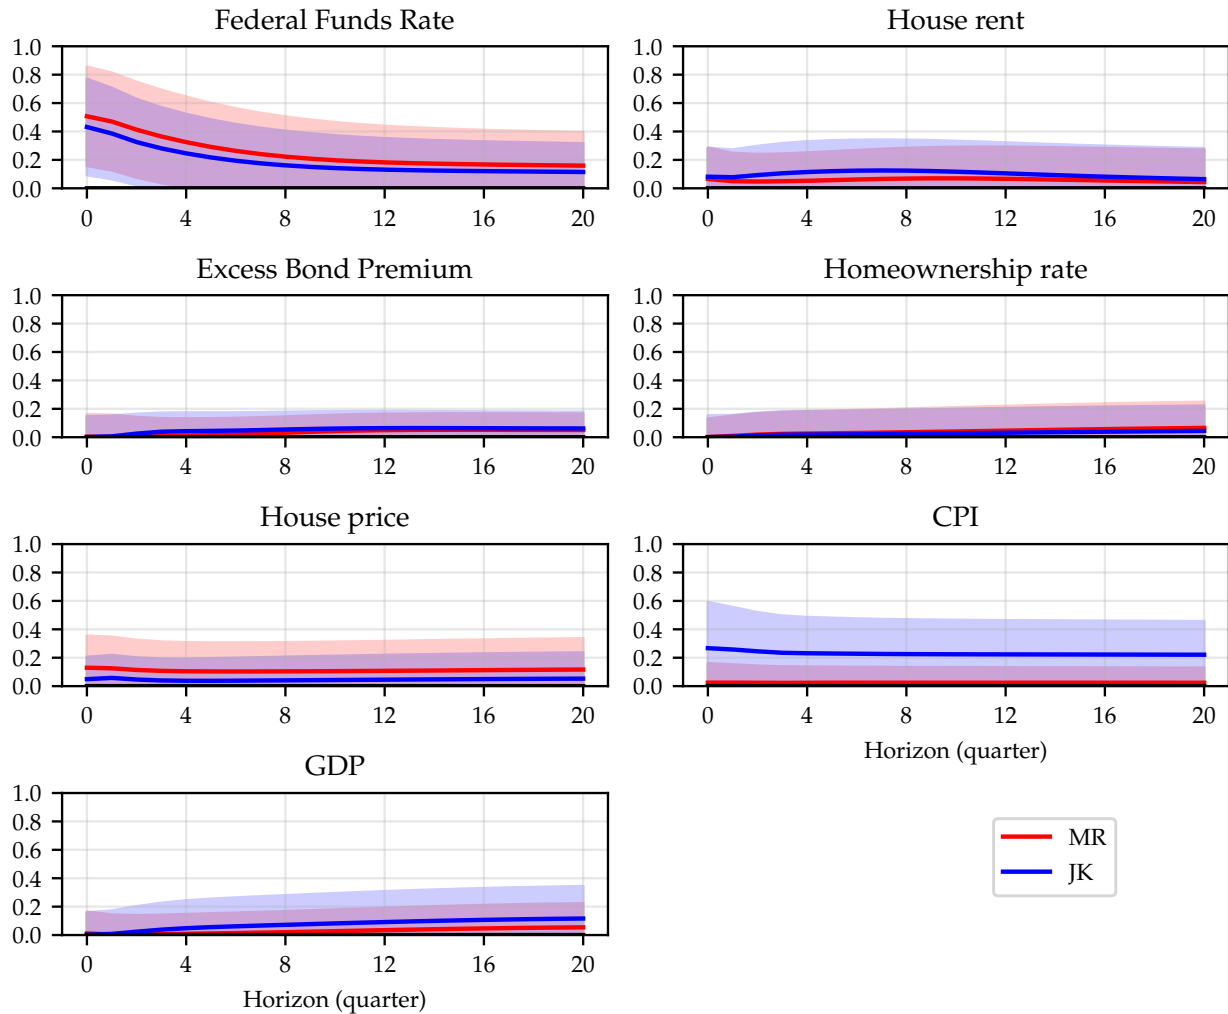 Federal Funds Rate
1.0
0.8
0.6
0.4
0.2
0.0
0 4 8 12 16 20
House rent
1.0
0.8
0.6
0.4
0.2
0.0
0 4 8 12 16 20
Excess Bond Premium
1.0
0.8
0.6
0.4
0.2
0.0
0 4 8 12 16 20
Homeownership rate
1.0
0.8
0.6
0.4
0.2
0.0
0 4 8 12 16 20
House price
1.0
0.8
0.6
0.4
0.2
0.0
0 4 8 12 16 20
CPI
1.0
0.8
0.6
0.4
0.2
0.0
0 4 8 12 16 20
Horizon (quarter)
GDP
1.0
0.8
0.6
0.4
0.2
0.0
0 4 8 12 16 20
Horizon (quarter)
MR
JK